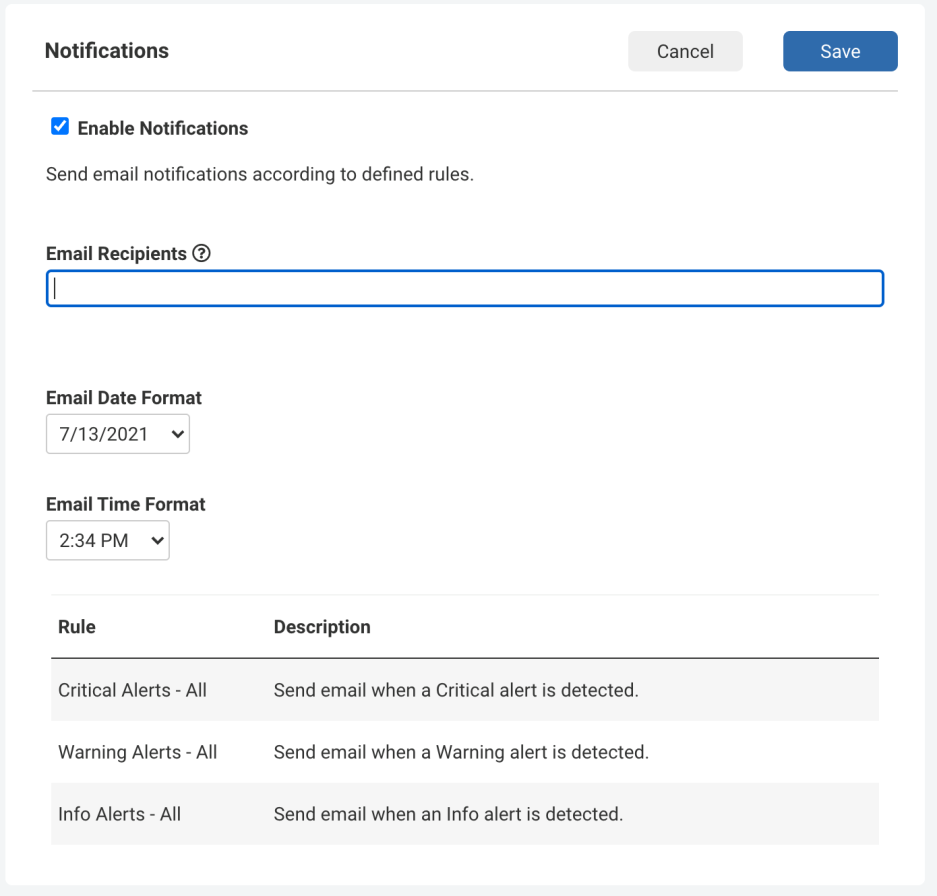 Notifications
Cancel
Save
Enable Notifications
Send email notifications according to defined rules.
Email Recipients ?
Email Date Format
7/13/2021
Email Time Format
2:34 PM
Rule Description
Critical Alerts - All Send email when a Critical alert is detected.
Warning Alerts - All Send email when a Warning alert is detected.
Info Alerts - All Send email when an Info alert is detected.